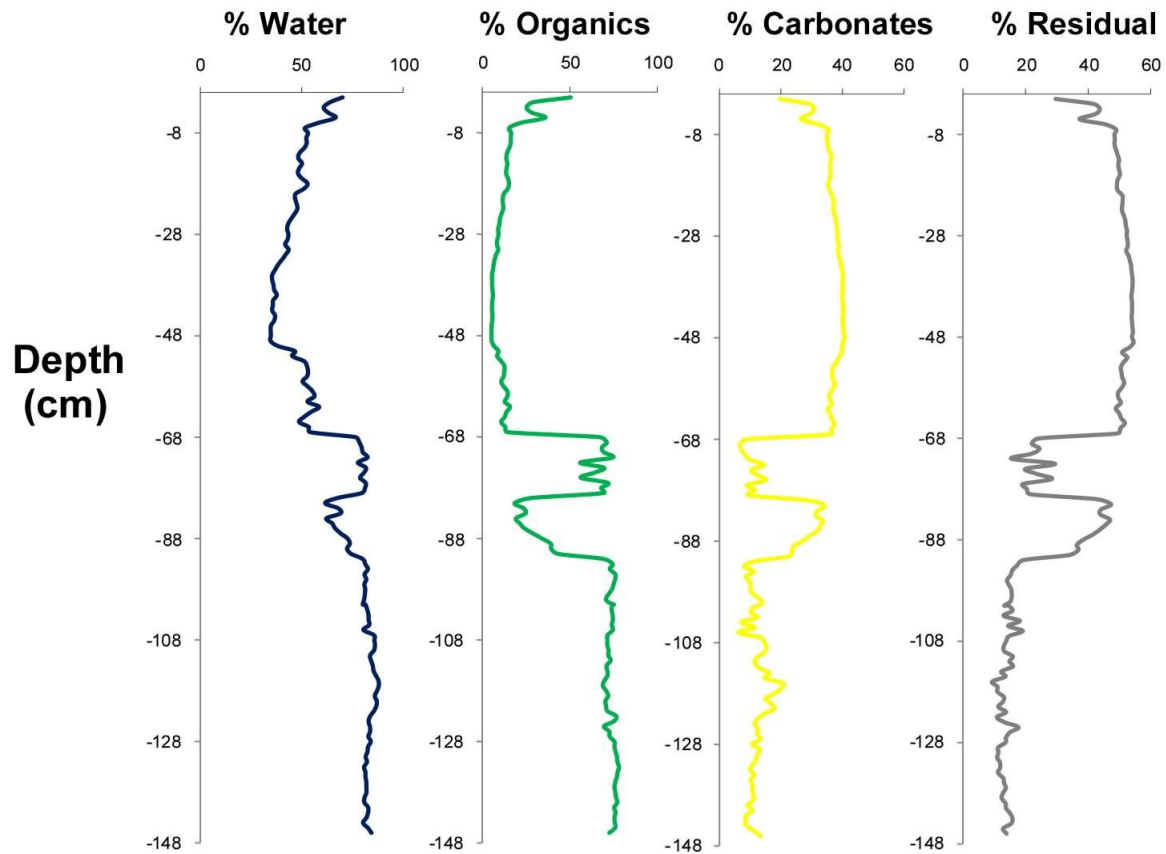 % Water % Organics % Carbonates % Residual
0 50 100 0 50 100 0 20 40 60 0 20 40 60
-8 -8 -8 -8
-28 -28 -28 -28
-48 -48 -48 -48
Depth
(cm)
-68 -68 -68 -68
-88 -88 -88 -88
-108 -108 -108 -108
-128 -128 -128 -128
-148 -148 -148 -148